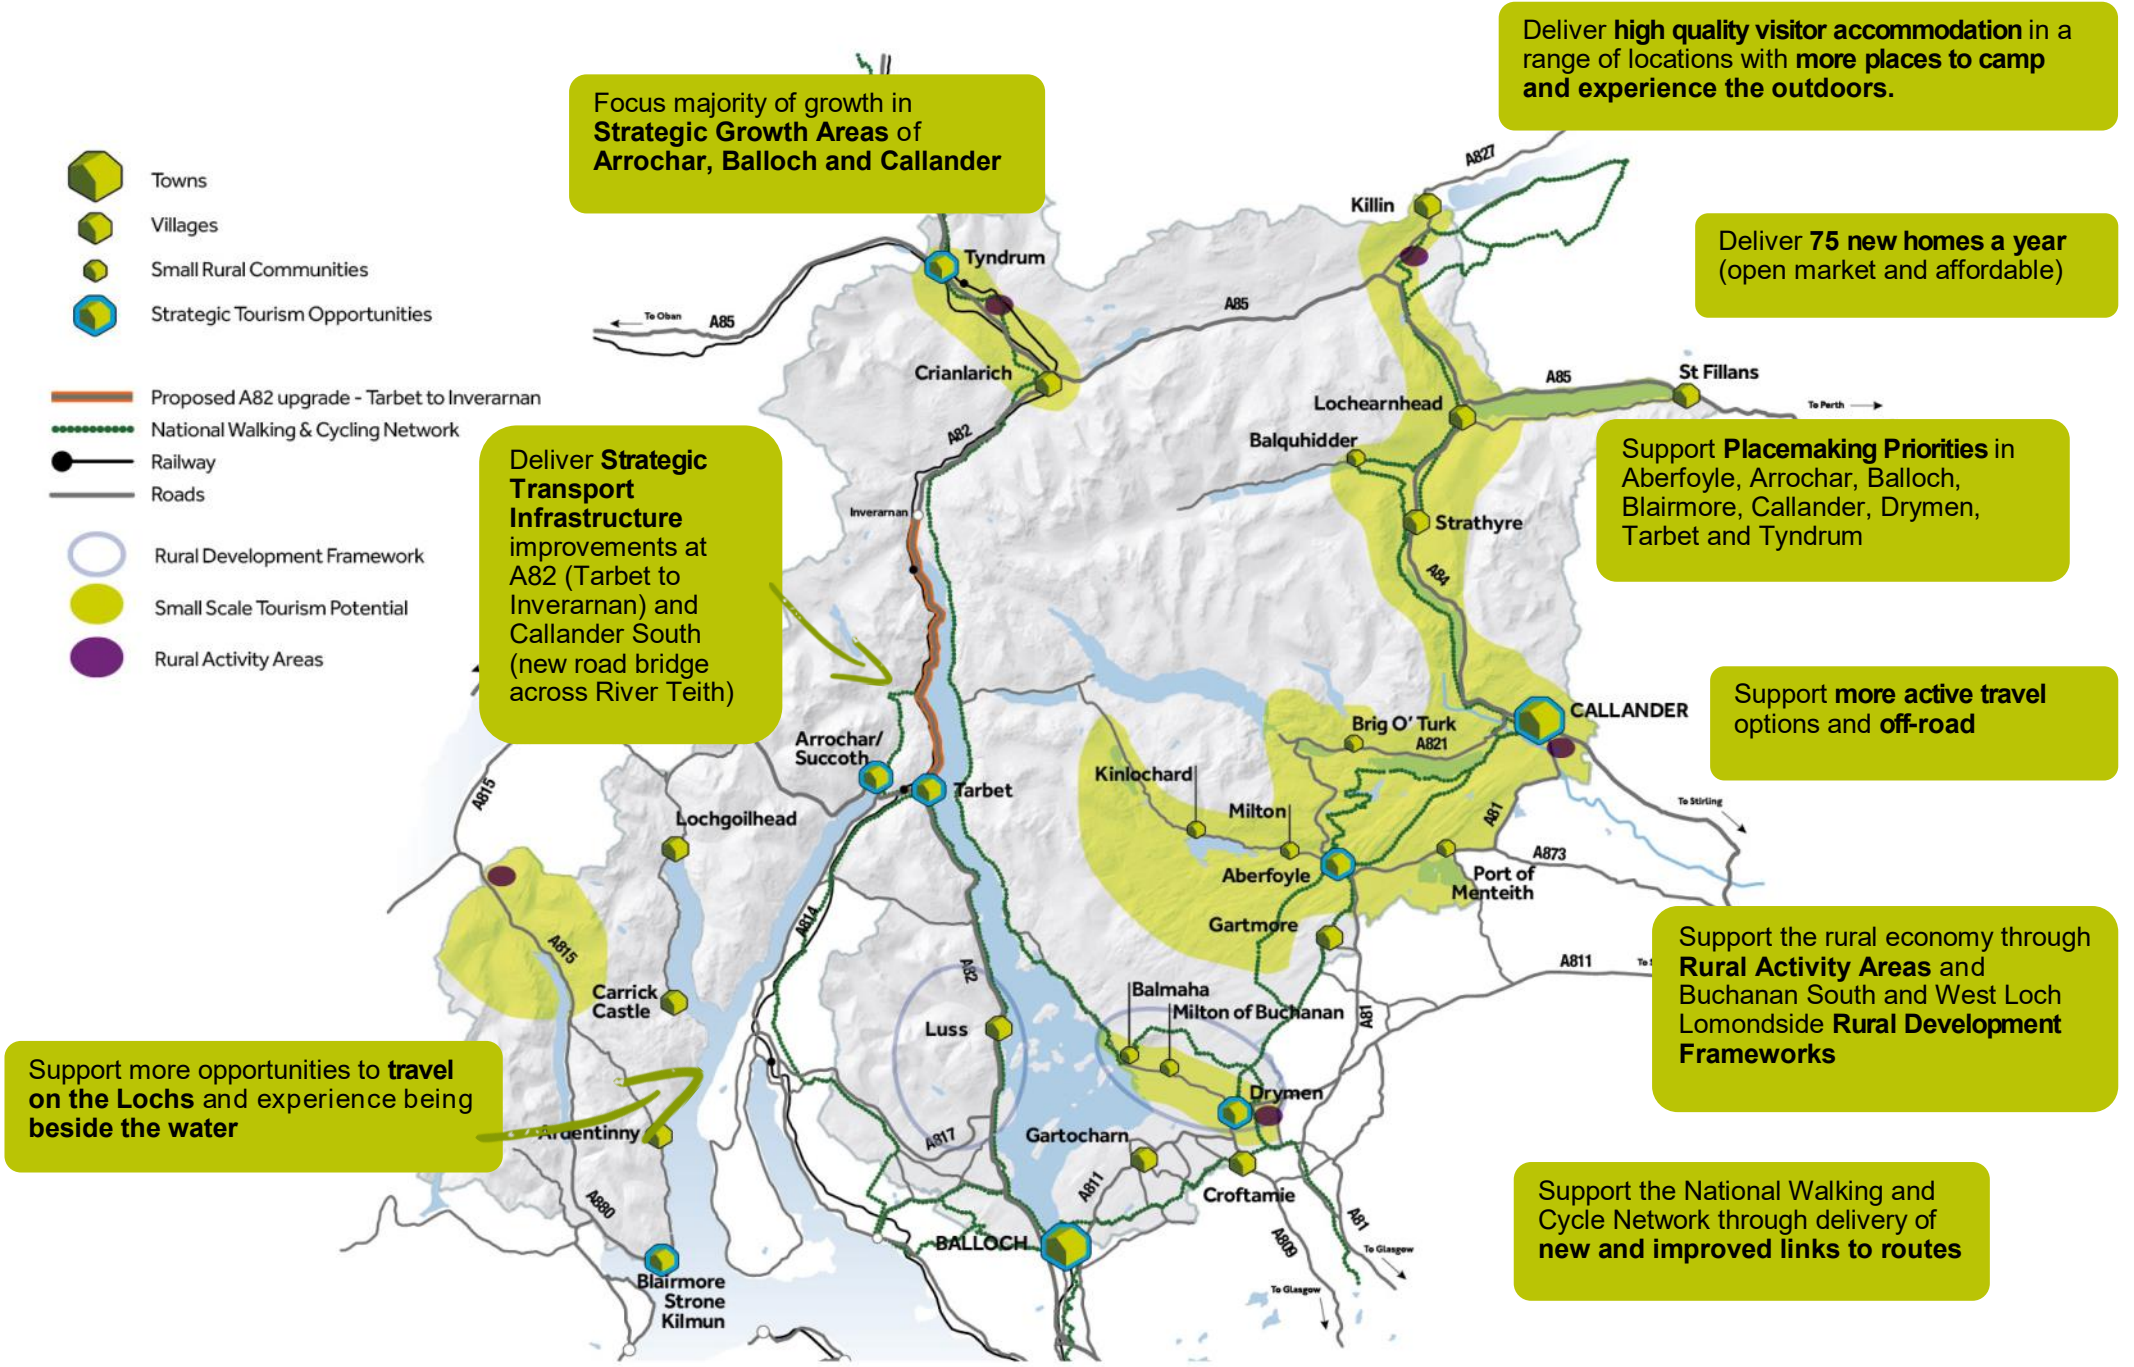 Deliver high quality visitor accommodation in a
range of locations with more places to camp
and experience the outdoors.
Focus majority of growth in
Strategic Growth Areas of
Arrochar, Balloch and Callander
Towns
Villages
Small Rural Communities
Strategic Tourism Opportunities
Proposed A82 upgrade - Tarbet to Inverarnan
National Walking & Cycling Network
Railway
Roads
Rural Development Framework
Small Scale Tourism Potential
Rural Activity Areas
Deliver 75 new homes a year
(open market and affordable)
Deliver Strategic
Transport
Infrastructure
improvements at
A82 (Tarbet to
Inverarnan) and
Callander South
(new road bridge
across River Teith)
Support Placemaking Priorities in
Aberfoyle, Arrochar, Balloch,
Blairmore, Callander, Drymen,
Tarbet and Tyndrum
Support more active travel
options and off-road
Support the rural economy through
Rural Activity Areas and
Buchanan South and West Loch
Lomondside Rural Development
Frameworks
Support more opportunities to travel
on the Lochs and experience being
beside the water
Support the National Walking and
Cycle Network through delivery of
new and improved links to routes
A827
Killin
Tyndrum
To Oban
A85
A85
Crianlarich
A85
St Fillans
To Perth
Lochearnhead
Balquhidder
A82
Inverarnan
Strathyre
A84
CALLANDER
Brig O' Turk
A821
Arrochar/
Succoth
Tarbet
Kinlochard
Milton
A81
To Stirling
A815
Lochgoilhead
Aberfoyle
A873
Port of
Menteith
Gartmore
A814
A815
A82
A811
Carrick
Castle
Balmaha
Milton of Buchanan
A81
Luss
Drymen
Ardentinny
A817
Gartocharn
A811
Croftamie
A880
A81
A809
To Glasgow
BALLOCH
To Glasgow
Blairmore
Strone
Kilmun